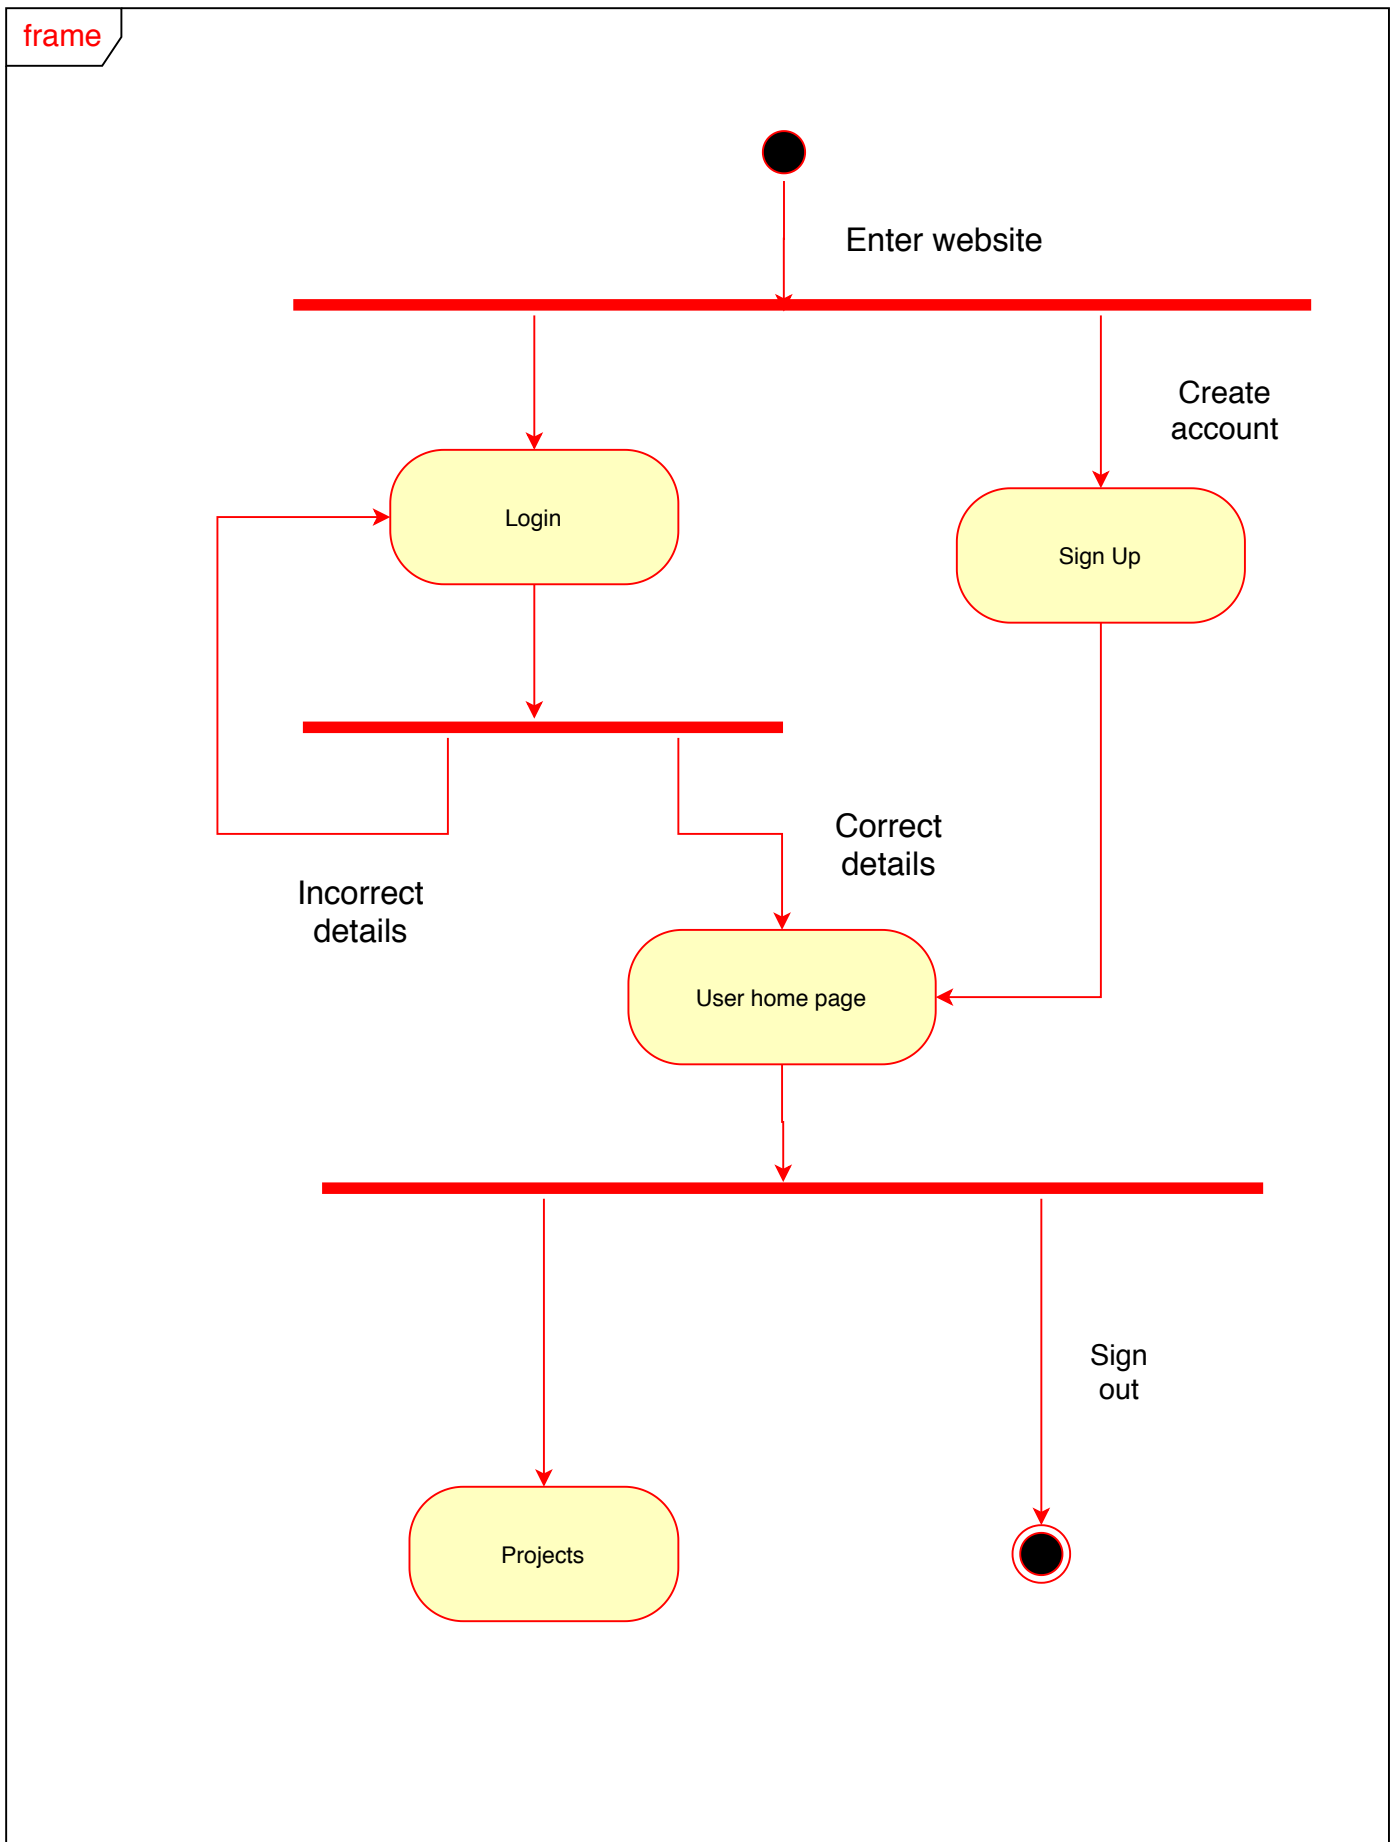 frame
Enter website
Create
account
Login
Sign Up
Correct
details
Incorrect
details
User home page
Sign
out
Projects